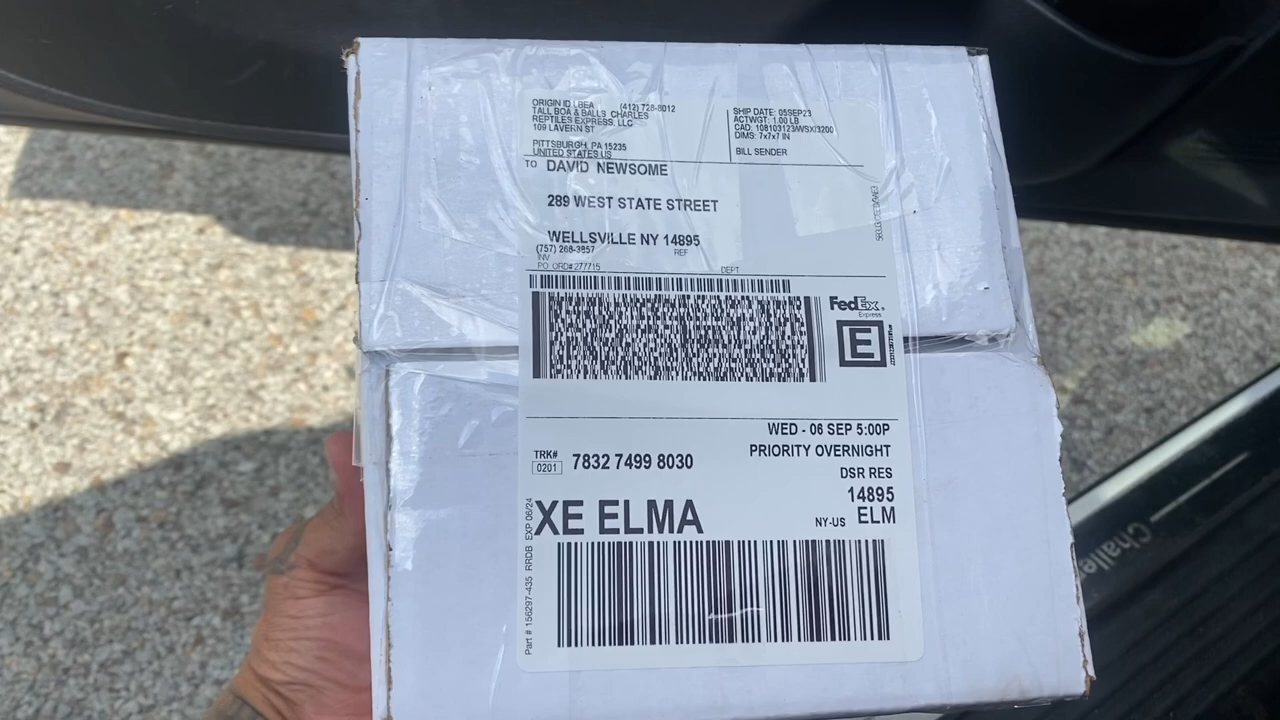 ORIGIN ID:LBEA (412) 728-8012
TALL BOA & BALLS CHARLES
REPTILES EXPRESS, LLC
109 LAVERN ST
PITTSBURGH, PA 15235
UNITED STATES US
SHIP DATE: 05SEP23
ACTWGT: 1.00 LB
CAD: 108103123/WSXI3200
DIMS: 7x7x7 IN
BILL SENDER
TO DAVID NEWSOME
289 WEST STATE STREET
WELLSVILLE NY 14895
(757) 268-3857 REF
INV
PO: ORD# 277715 DEPT
FedEx
Express
E
WED - 06 SEP 5:00P
PRIORITY OVERNIGHT
TRK#
0201 7832 7499 8030
DSR RES
14895
XE ELMA NY-US ELM
Part # 156297-435 RRDB EXP 06/24